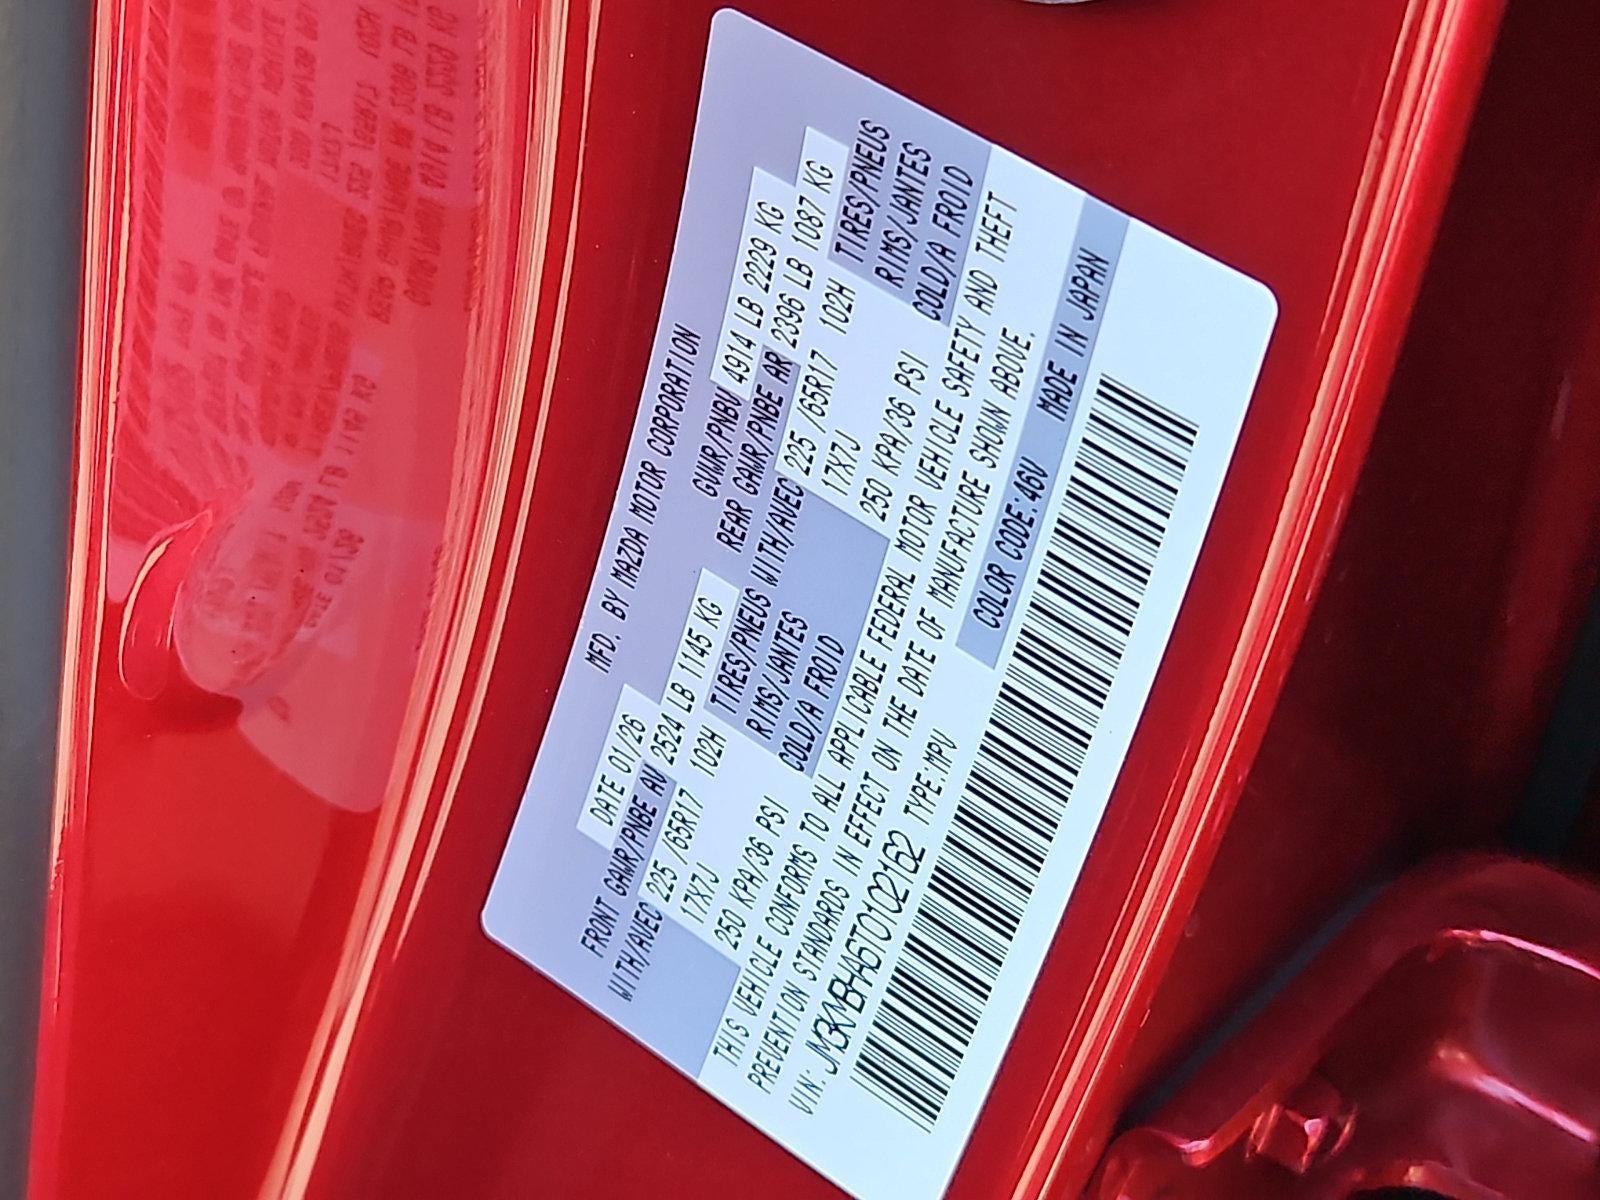 MFD. BY MAZDA MOTOR CORPORATION
DATE 01/26 GVWR/PNBV 4914 LB 2229 KG
FRONT GAWR/PNBE AV 2524 LB 1145 KG REAR GAWR/PNBE AR 2396 LB 1087 KG
WITH/AVEC 225 /65R17 102H TIRES/PNEUS WITH/AVEC 225 /65R17 102H TIRES/PNEUS
17X7J RIMS/JANTES 17X7J RIMS/JANTES
250 KPA/36 PSI COLD/A FROID 250 KPA/36 PSI COLD/A FROID
THIS VEHICLE CONFORMS TO ALL APPLICABLE FEDERAL MOTOR VEHICLE SAFETY AND THEFT
PREVENTION STANDARDS IN EFFECT ON THE DATE OF MANUFACTURE SHOWN ABOVE.
VIN: JM3KMBHA6T0102162 TYPE:MPV COLOR CODE:46V MADE IN JAPAN